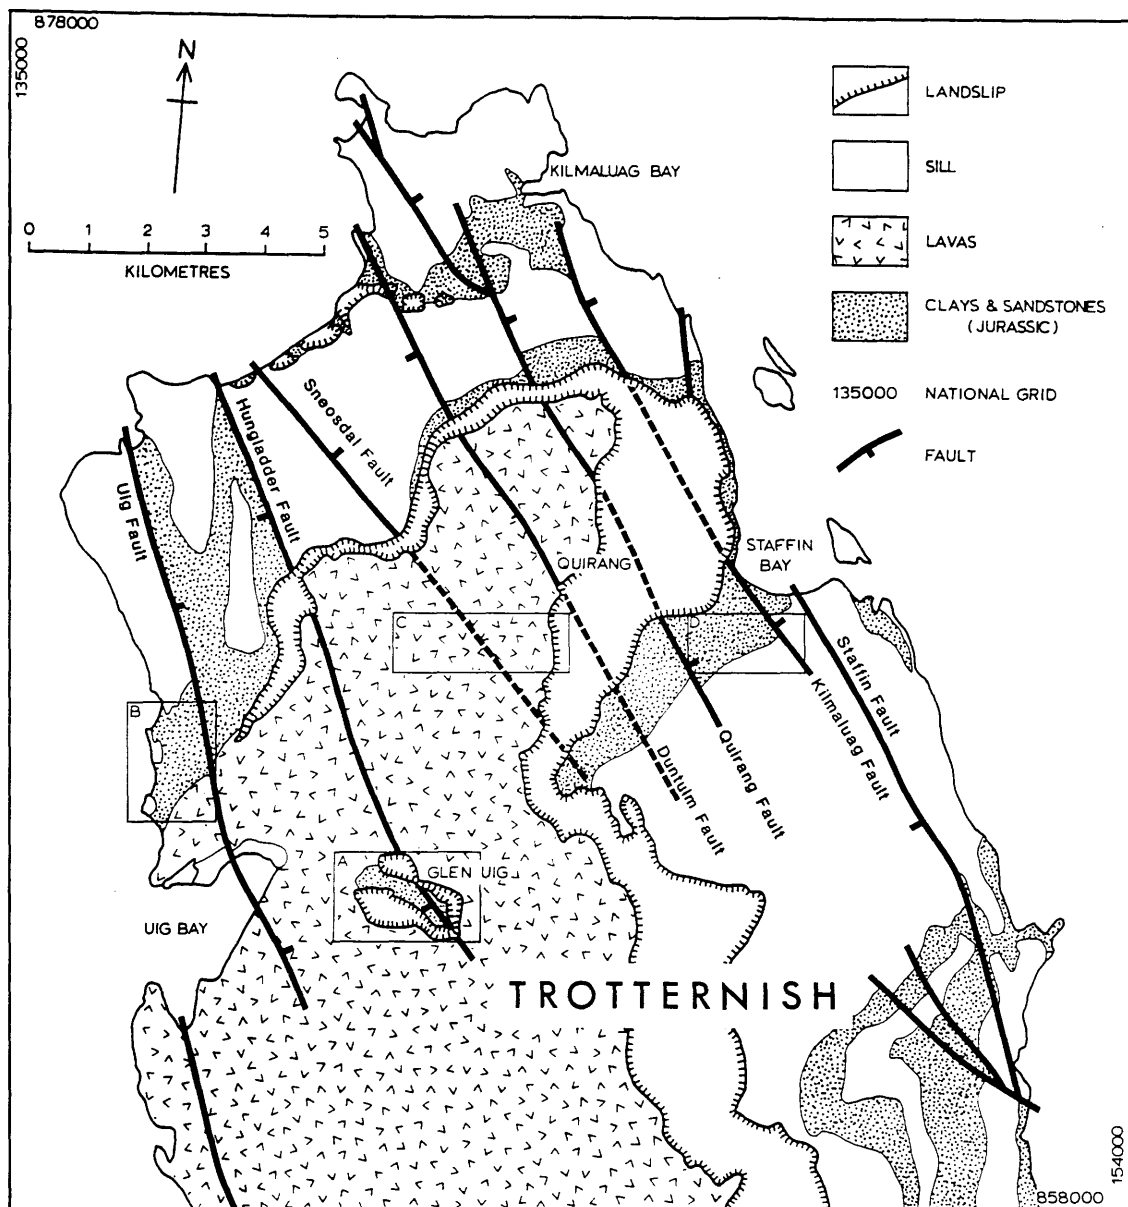 878000
135000
N
0 1 2 3 4 5
KILOMETRES
LANDSLIP
SILL
LAVAS
CLAYS & SANDSTONES
(JURASSIC)
135000 NATIONAL GRID
FAULT
KILMALUAG BAY
Sneosdal Fault
Hungladder Fault
Uig Fault
QUIRANG
STAFFIN
BAY
C
D
B
A
Staffin Fault
Kilmaluag Fault
Quirang Fault
Duntulm Fault
GLEN UIG
UIG BAY
TROTTERNISH
154000
858000